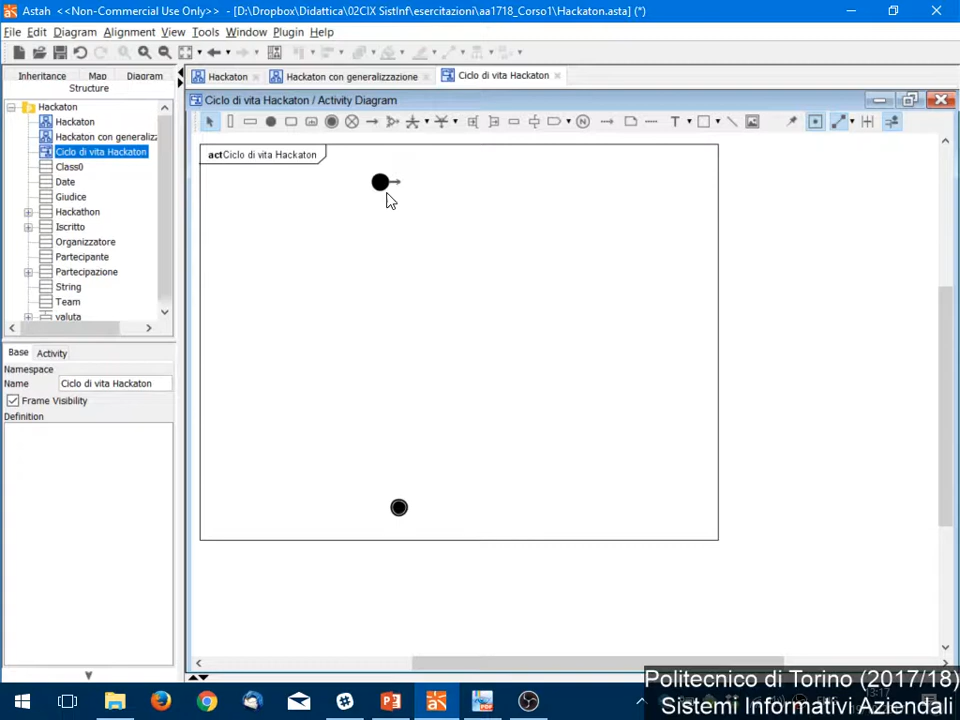 Astah <<Non-Commercial Use Only>> - [D:\Dropbox\Didattica\02CIX SistInf\esercitazioni\aa1718_Corso1\Hackaton.asta] (*)
File Edit Diagram Alignment View Tools Window Plugin Help
Inheritance Map Diagram
Structure
Hackaton
Hackaton
Hackaton con generaliz
Ciclo di vita Hackaton
Class0
Date
Giudice
Hackathon
Iscritto
Organizzatore
Partecipante
Partecipazione
String
Team
valuta
Base Activity
Namespace
Name Ciclo di vita Hackaton
Frame Visibility
Definition
Hackaton Hackaton con generalizzazione Ciclo di vita Hackaton
Ciclo di vita Hackaton / Activity Diagram
N T
act Ciclo di vita Hackaton
Politecnico di Torino (2017/18)
3:17
Sistemi Informativi Aziendali